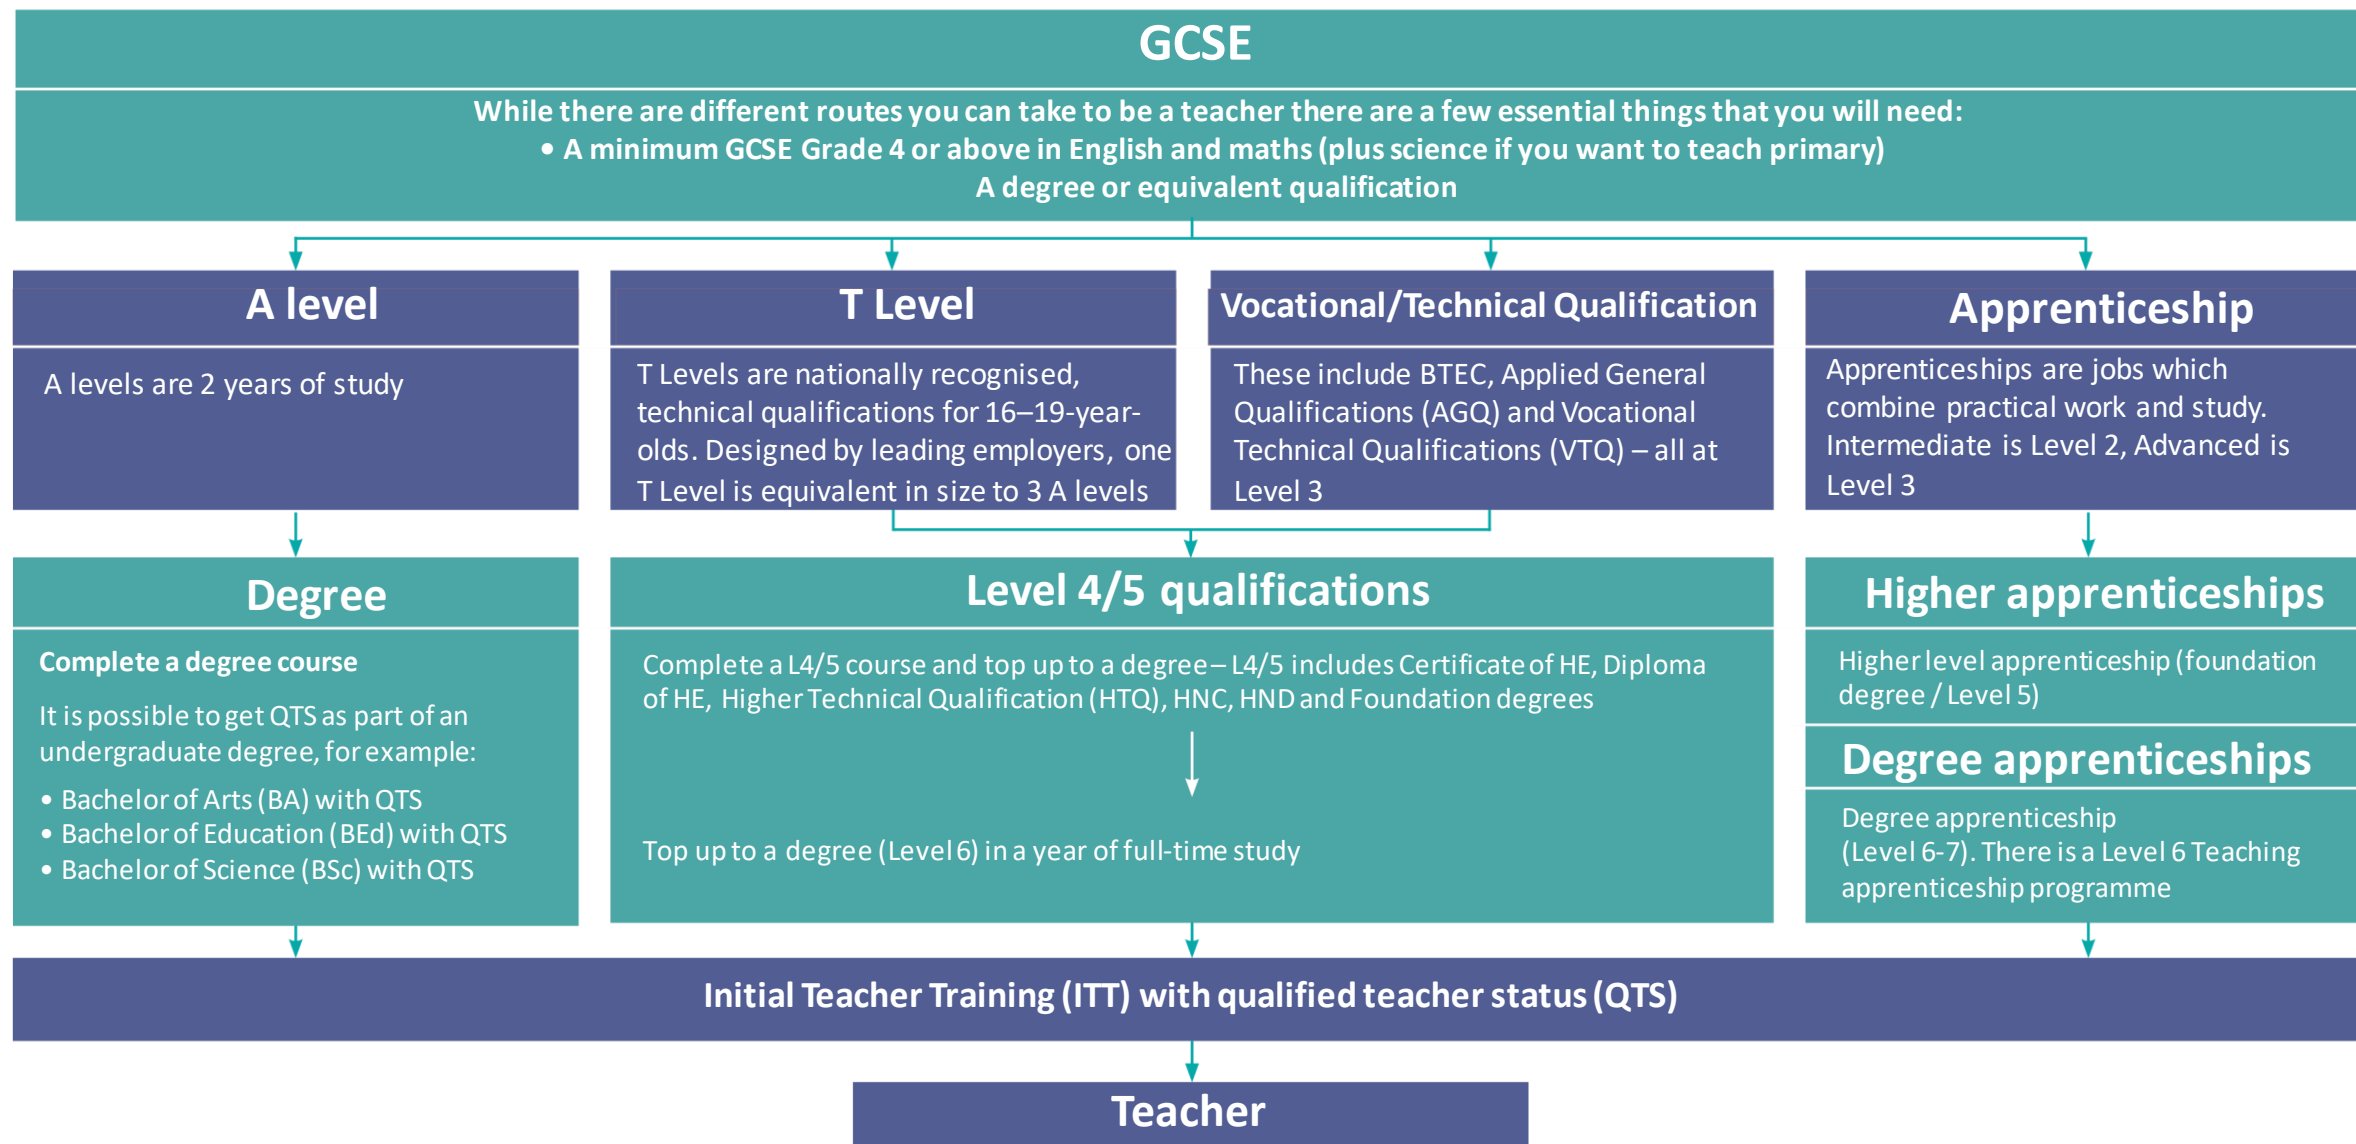 GCSE
While there are different routes you can take to be a teacher there are a few essential things that you will need:
• A minimum GCSE Grade 4 or above in English and maths (plus science if you want to teach primary)
A degree or equivalent qualification
A level
A levels are 2 years of study
T Level
T Levels are nationally recognised,
technical qualifications for 16–19-year-
olds. Designed by leading employers, one
T Level is equivalent in size to 3 A levels
Vocational/Technical Qualification
These include BTEC, Applied General
Qualifications (AGQ) and Vocational
Technical Qualifications (VTQ) – all at
Level 3
Apprenticeship
Apprenticeships are jobs which
combine practical work and study.
Intermediate is Level 2, Advanced is
Level 3
Degree
Complete a degree course
It is possible to get QTS as part of an
undergraduate degree, for example:
• Bachelor of Arts (BA) with QTS
• Bachelor of Education (BEd) with QTS
• Bachelor of Science (BSc) with QTS
Level 4/5 qualifications
Complete a L4/5 course and top up to a degree – L4/5 includes Certificate of HE, Diploma
of HE, Higher Technical Qualification (HTQ), HNC, HND and Foundation degrees
Top up to a degree (Level 6) in a year of full-time study
Higher apprenticeships
Higher level apprenticeship (foundation
degree / Level 5)
Degree apprenticeships
Degree apprenticeship
(Level 6-7). There is a Level 6 Teaching
apprenticeship programme
Initial Teacher Training (ITT) with qualified teacher status (QTS)
Teacher